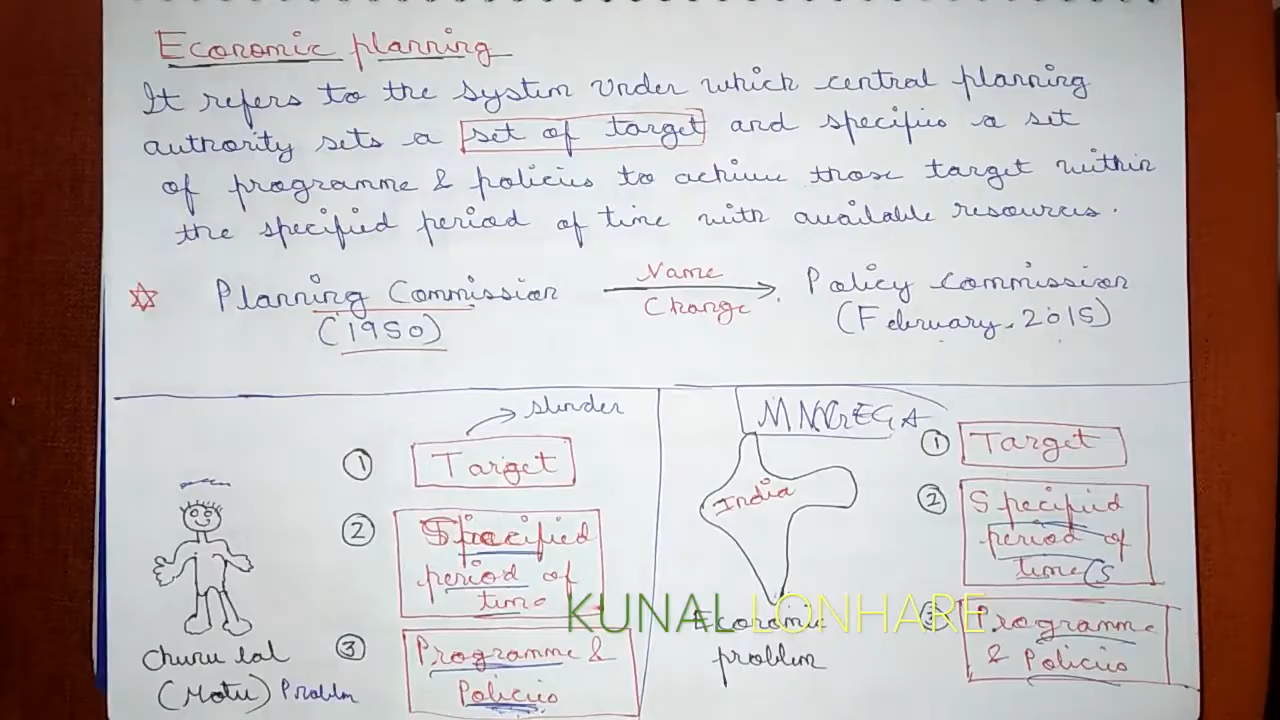 Economic planning
It refers to the system under which central planning
authority sets a set of target and specifies a set
of programme & policies to achieve those target within
the specified period of time with available resources.
Planning Commission
(1950)
Name
Change
Policy Commission
(February, 2015)
slender
① Target
② Specified
period of
time
③ Programme &
Policies
Churu lal
(Motu) Problem
MNREGA
India
Economic
problem
① Target
② Specified
period of
time (5
③ Programme
& Policies
KUNAL LONHARE